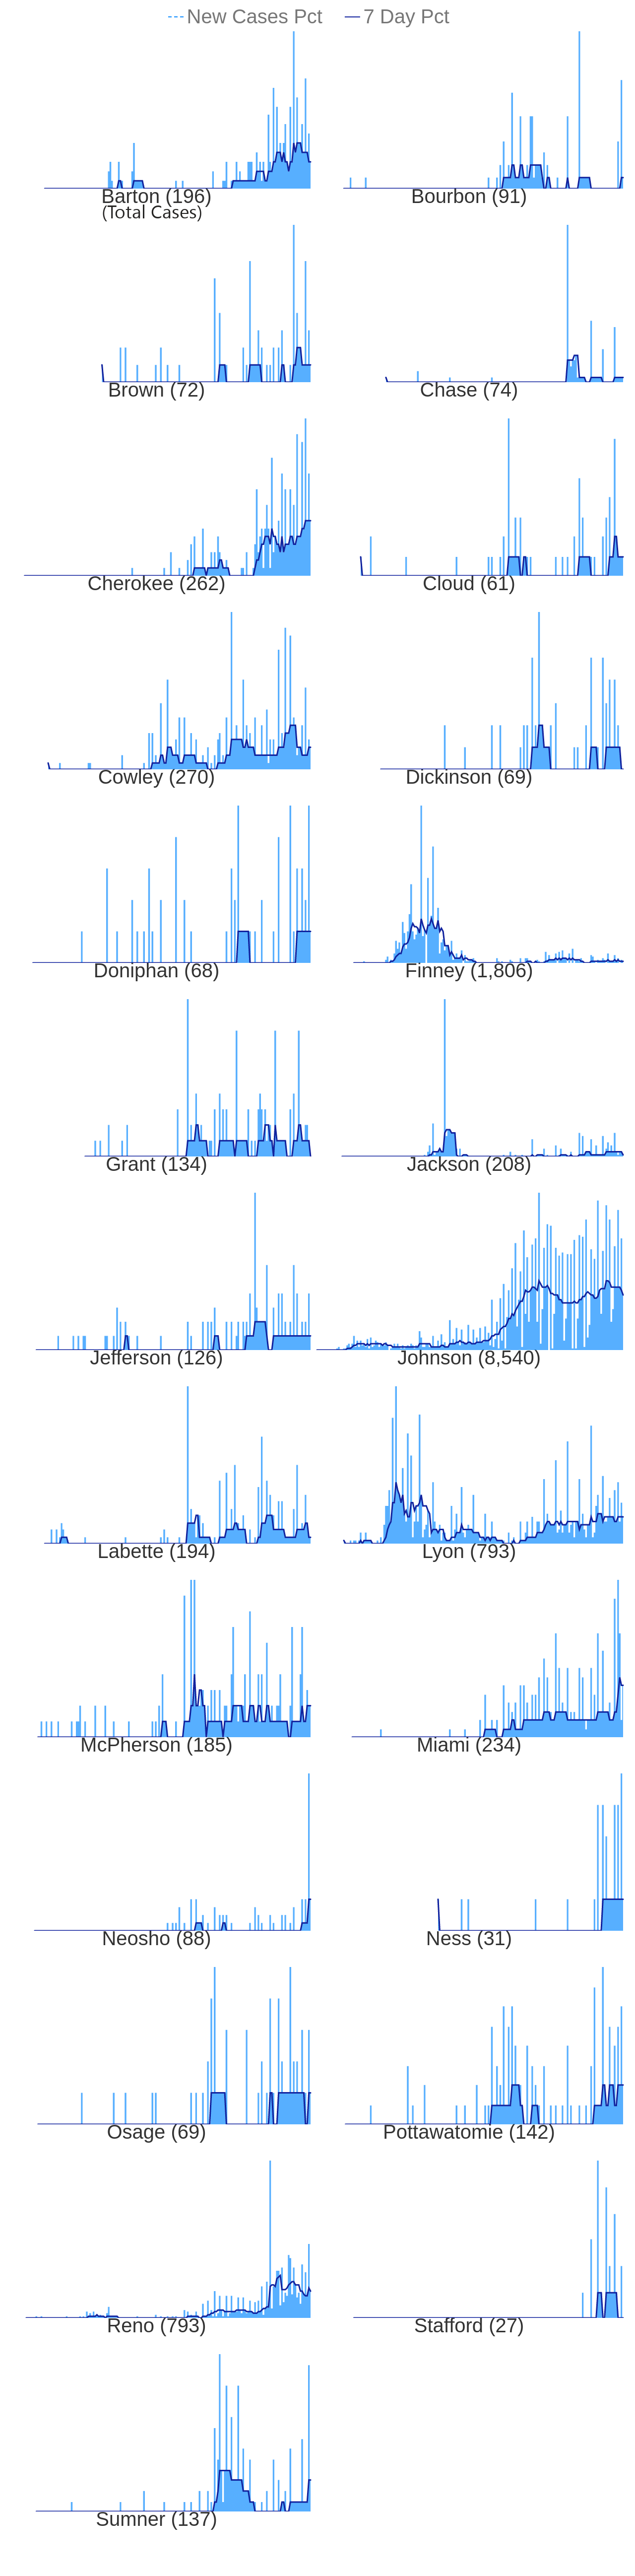 New Cases Pct 7 Day Pct
Barton (196) Bourbon (91)
(Total Cases)
Brown (72) Chase (74)
Cherokee (262) Cloud (61)
Cowley (270) Dickinson (69)
Doniphan (68) Finney (1,806)
Grant (134) Jackson (208)
Jefferson (126) Johnson (8,540)
Labette (194) Lyon (793)
McPherson (185) Miami (234)
Neosho (88) Ness (31)
Osage (69) Pottawatomie (142)
Reno (793) Stafford (27)
Sumner (137)